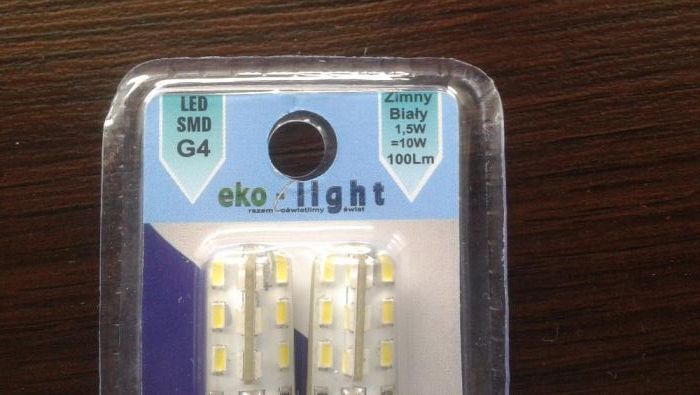 LED
SMD
G4
Zimny
Biały
1,5W
=10W
100Lm
eko-light
razem oświetlimy świat